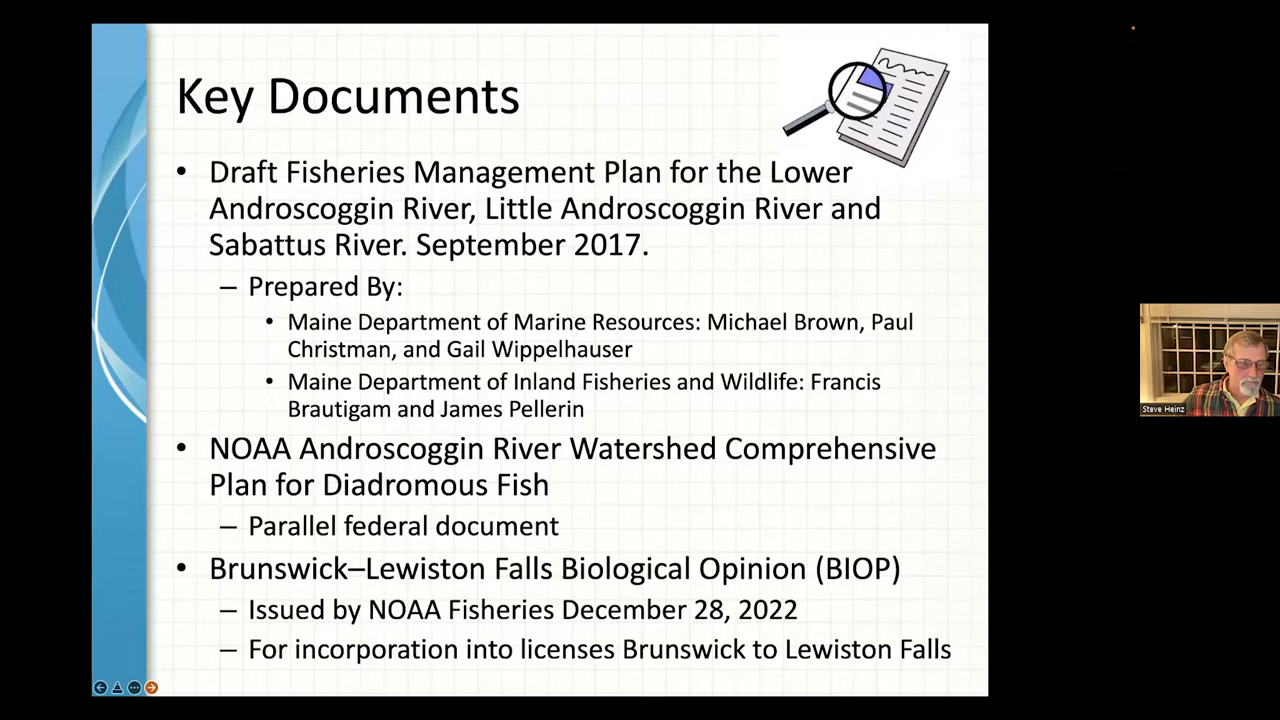 Key Documents
• Draft Fisheries Management Plan for the Lower
Androscoggin River, Little Androscoggin River and
Sabattus River. September 2017.
– Prepared By:
• Maine Department of Marine Resources: Michael Brown, Paul
Christman, and Gail Wippelhauser
• Maine Department of Inland Fisheries and Wildlife: Francis
Brautigam and James Pellerin
• NOAA Androscoggin River Watershed Comprehensive
Plan for Diadromous Fish
– Parallel federal document
• Brunswick–Lewiston Falls Biological Opinion (BIOP)
– Issued by NOAA Fisheries December 28, 2022
– For incorporation into licenses Brunswick to Lewiston Falls
Steve Heinz